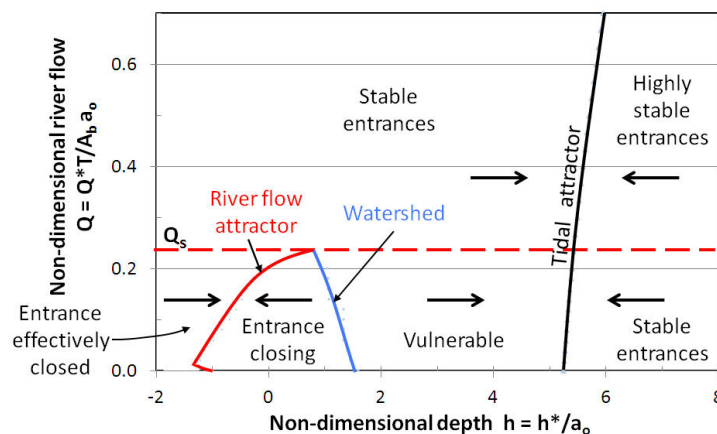 Non-dimensional river flow
Q = Q*T/A_b a_o
0.6
0.4
0.2
0.0
Stable
entrances
Highly
stable
entrances
Tidal attractor
River flow
attractor
Watershed
Q_s
Entrance
effectively
closed
Entrance
closing
Vulnerable
Stable
entrances
-2
0
2
4
6
8
Non-dimensional depth h = h*/a_o